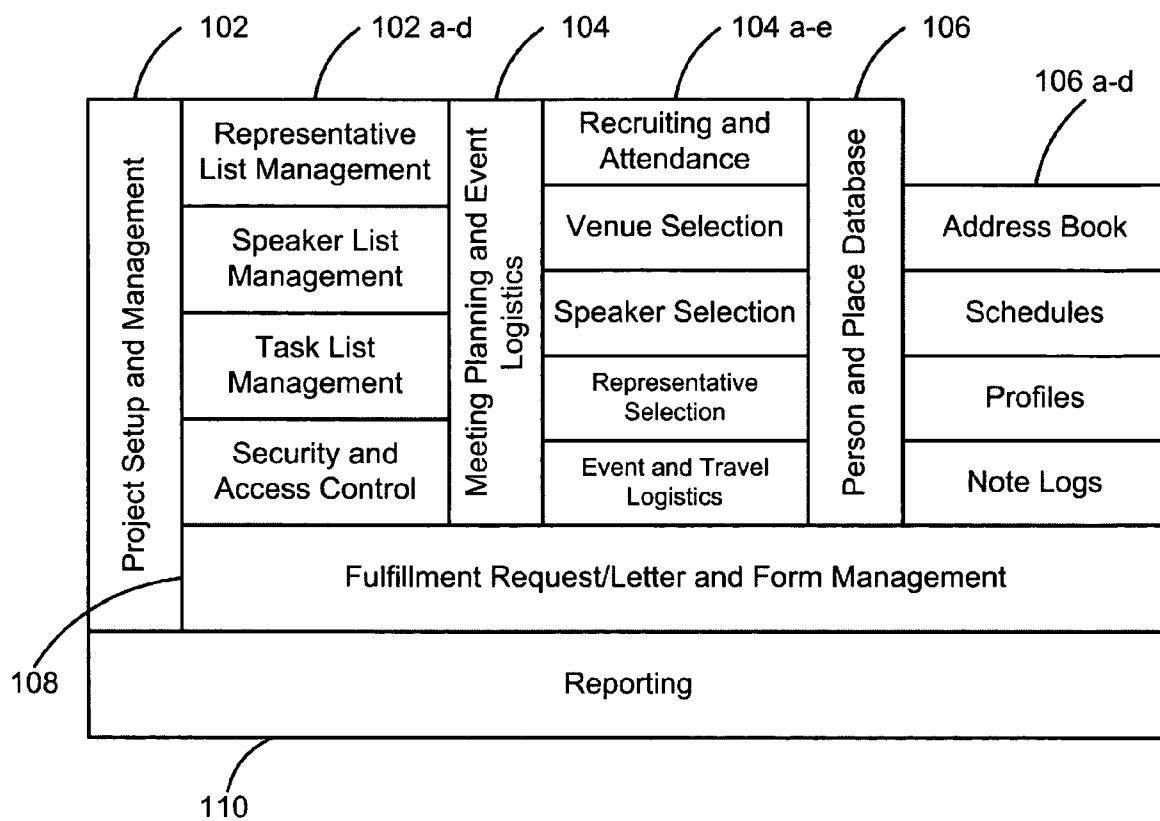 102
102 a-d
104
104 a-e
106
106 a-d
Project Setup and Management
Representative
List Management
Speaker List
Management
Task List
Management
Security and
Access Control
Meeting Planning and Event
Logistics
Recruiting and
Attendance
Venue Selection
Speaker Selection
Representative
Selection
Event and Travel
Logistics
Person and Place Database
Address Book
Schedules
Profiles
Note Logs
Fulfillment Request/Letter and Form Management
108
Reporting
110